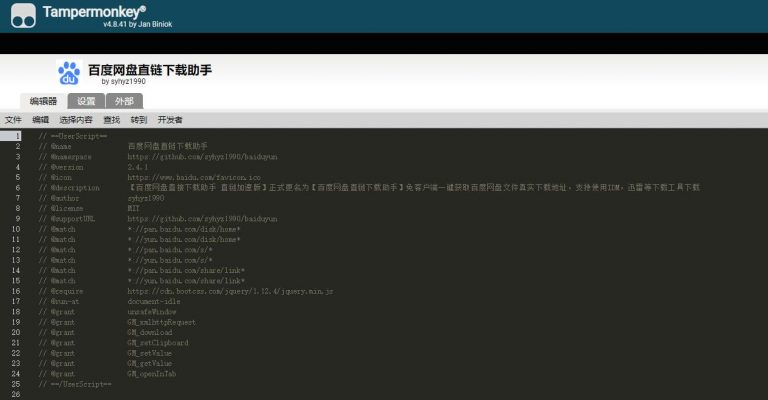 Tampermonkey®
v4.8.41 by Jan Biniok
du
百度网盘直链下载助手
by syhyz1990
编辑器 设置 外部
文件 编辑 选择内容 查找 转到 开发者
1 // ==UserScript==
2 // @name 百度网盘直链下载助手
3 // @namespace https://github.com/syhyz1990/baiduyun
4 // @version 2.4.1
5 // @icon https://www.baidu.com/favicon.ico
6 // @description 【百度网盘直接下载助手 直链加速版】正式更名为【百度网盘直链下载助手】免客户端一键获取百度网盘文件真实下载地址，支持使用IDM，迅雷等下载工具下载
7 // @author syhyz1990
8 // @license MIT
9 // @supportURL https://github.com/syhyz1990/baiduyun
10 // @match *://pan.baidu.com/disk/home*
11 // @match *://yun.baidu.com/disk/home*
12 // @match *://pan.baidu.com/s/*
13 // @match *://yun.baidu.com/s/*
14 // @match *://pan.baidu.com/share/link*
15 // @match *://yun.baidu.com/share/link*
16 // @require https://cdn.bootcss.com/jquery/1.12.4/jquery.min.js
17 // @run-at document-idle
18 // @grant unsafeWindow
19 // @grant GM_xmlhttpRequest
20 // @grant GM_download
21 // @grant GM_setClipboard
22 // @grant GM_setValue
23 // @grant GM_getValue
24 // @grant GM_openInTab
25 // ==/UserScript==
26